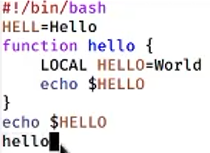 #!/bin/bash
HELL=Hello
function hello {
    LOCAL HELLO=World
    echo $HELLO
}
echo $HELLO
hello